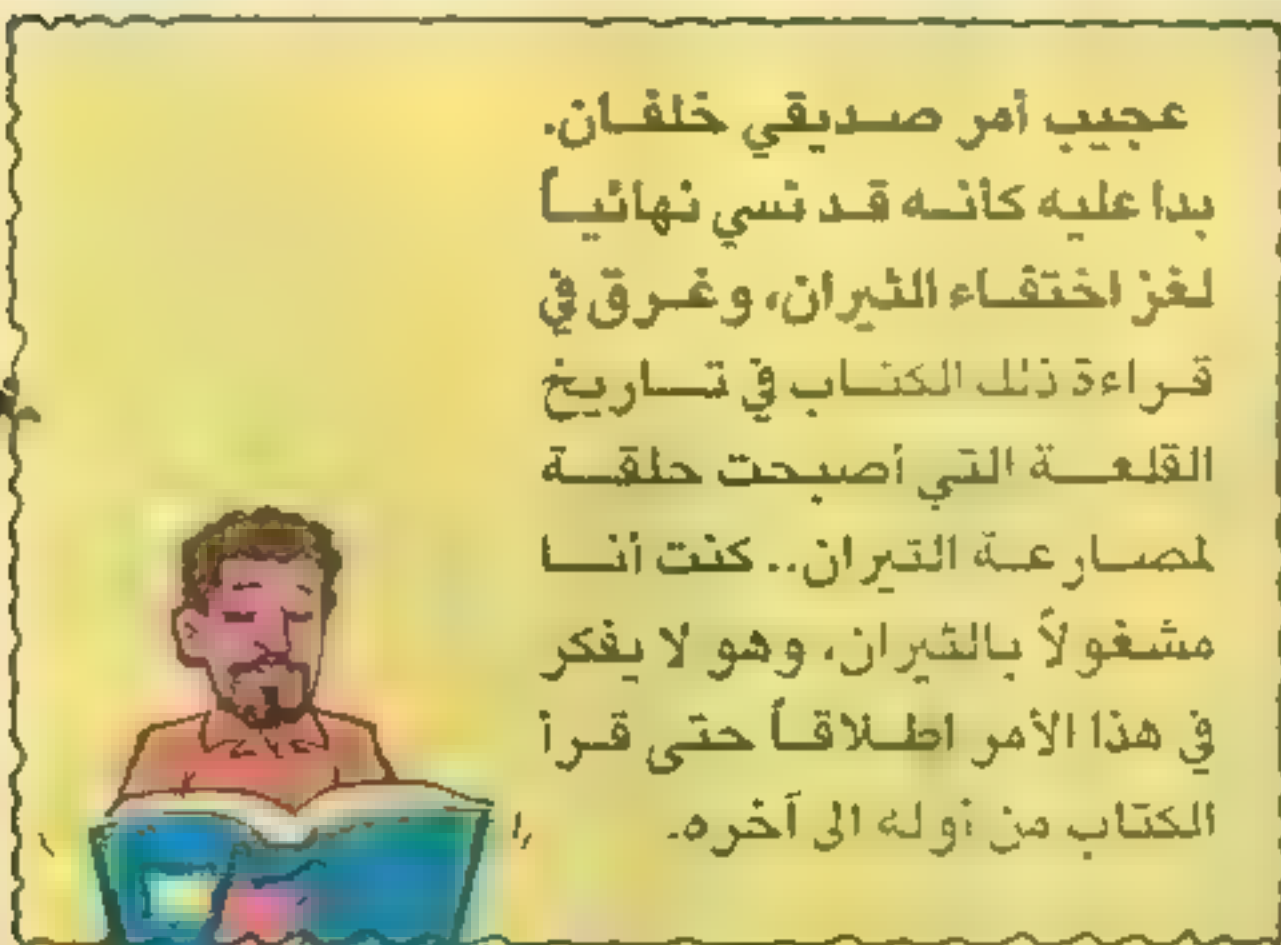 عجيب أمر صديقي خلفان.
بدا عليه كأنه قد نسي نهائياً
لغز اختفاء الثيران، وغرق في
قراءة ذلك الكتاب في تاريخ
القلعة التي أصبحت حلقة
لمصارعة الثيران.. كنت أنا
مشغولاً بالثيران، وهو لا يفكر
في هذا الأمر اطلاقاً حتى قرأ
الكتاب من أوله الى آخره.